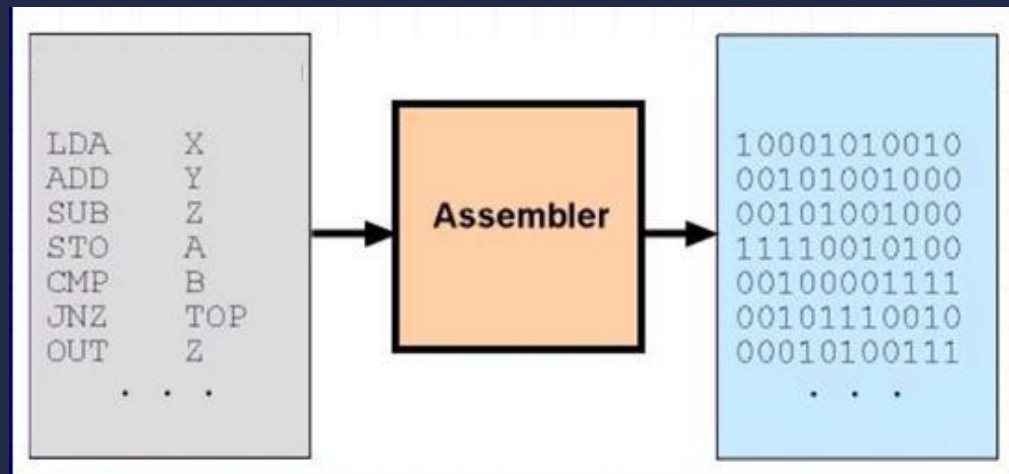 LDA X
ADD Y
SUB Z
STO A
CMP B
JNZ TOP
OUT Z
. . .
Assembler
10001010010
00101001000
00101001000
11110010100
00100001111
00101110010
00010100111
. . .